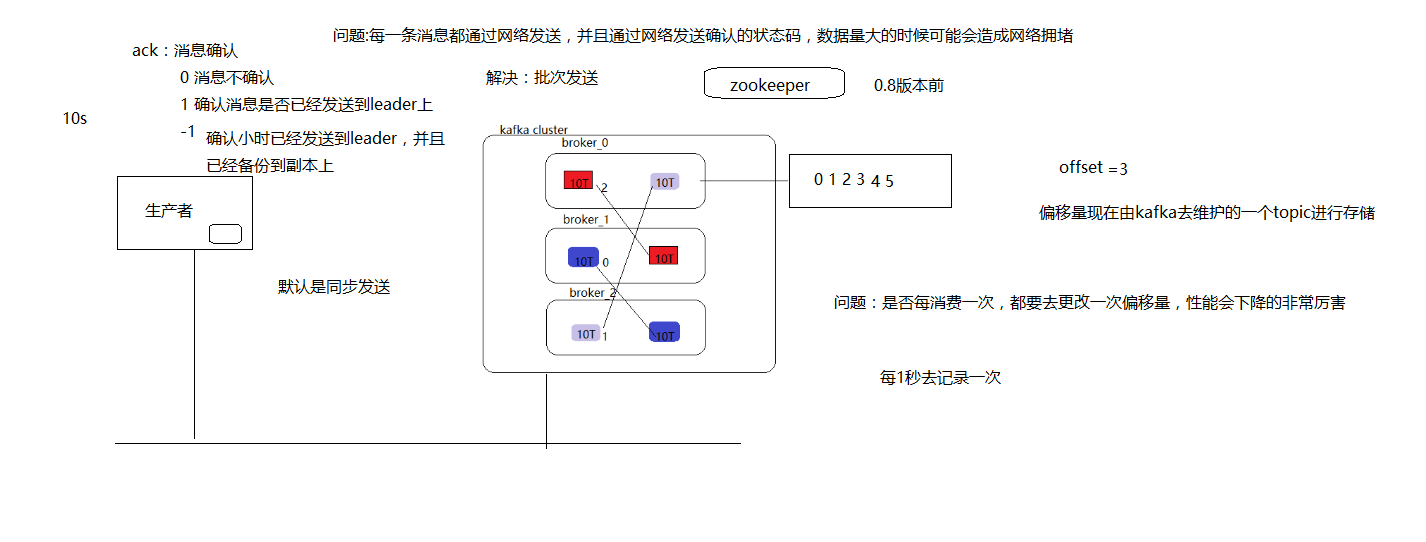 问题:每一条消息都通过网络发送，并且通过网络发送确认的状态码，数据量大的时候可能会造成网络拥堵
ack：消息确认
0 消息不确认
1 确认消息是否已经发送到leader上
-1 确认小时已经发送到leader，并且
已经备份到副本上
10s
解决：批次发送
zookeeper
0.8版本前
生产者
默认是同步发送
kafka cluster
broker_0
10T 2
10T
broker_1
10T 0
10T
broker_2
10T 1
10T
0 1 2 3 4 5
offset =3
偏移量现在由kafka去维护的一个topic进行存储
问题：是否每消费一次，都要去更改一次偏移量，性能会下降的非常厉害
每1秒去记录一次